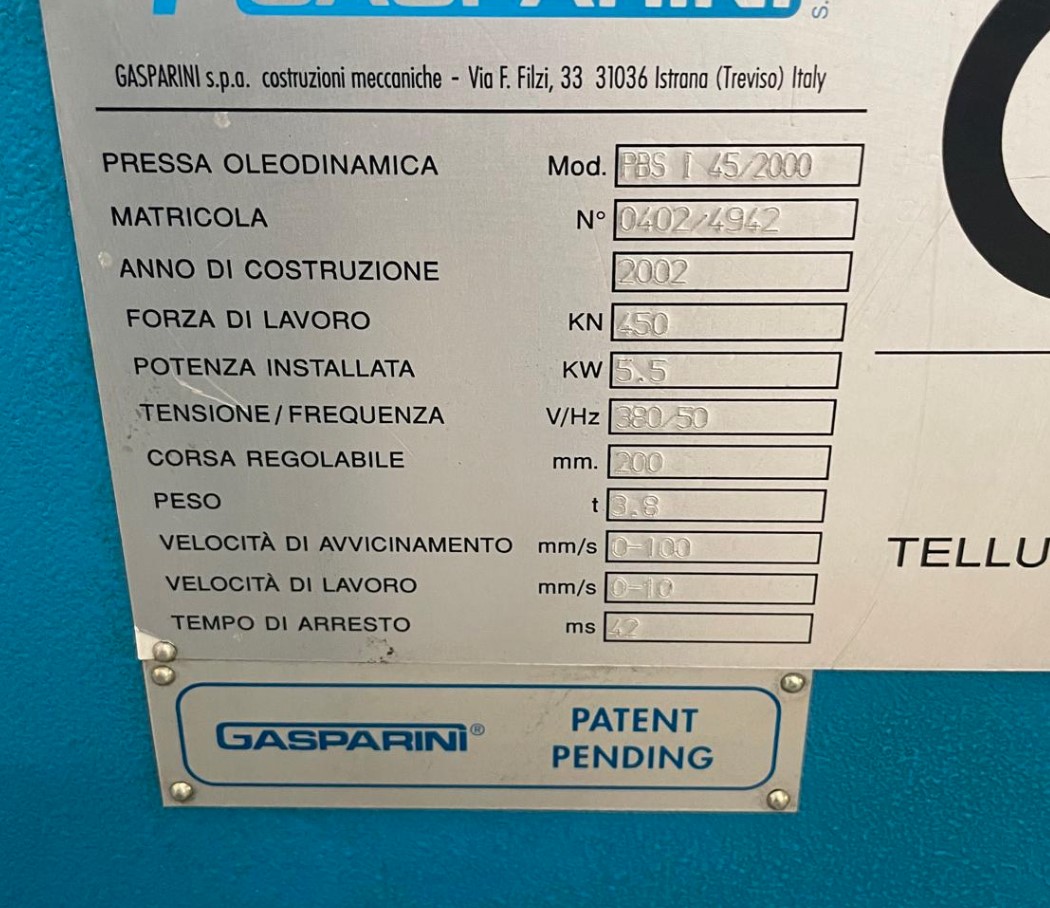 GASPARINI
GASPARINI s.p.a. costruzioni meccaniche - Via F. Filzi, 33 31036 Istrana (Treviso) Italy
PRESSA OLEODINAMICA Mod. PBS I 45/2000
MATRICOLA N° 0402/4942
ANNO DI COSTRUZIONE 2002
FORZA DI LAVORO KN 450
POTENZA INSTALLATA KW 5.5
TENSIONE/FREQUENZA V/Hz 380/50
CORSA REGOLABILE mm. 200
PESO t 3.8
VELOCITÀ DI AVVICINAMENTO mm/s 0-100
VELOCITÀ DI LAVORO mm/s 0-10
TEMPO DI ARRESTO ms 42
TELLU
GASPARINI®
PATENT
PENDING